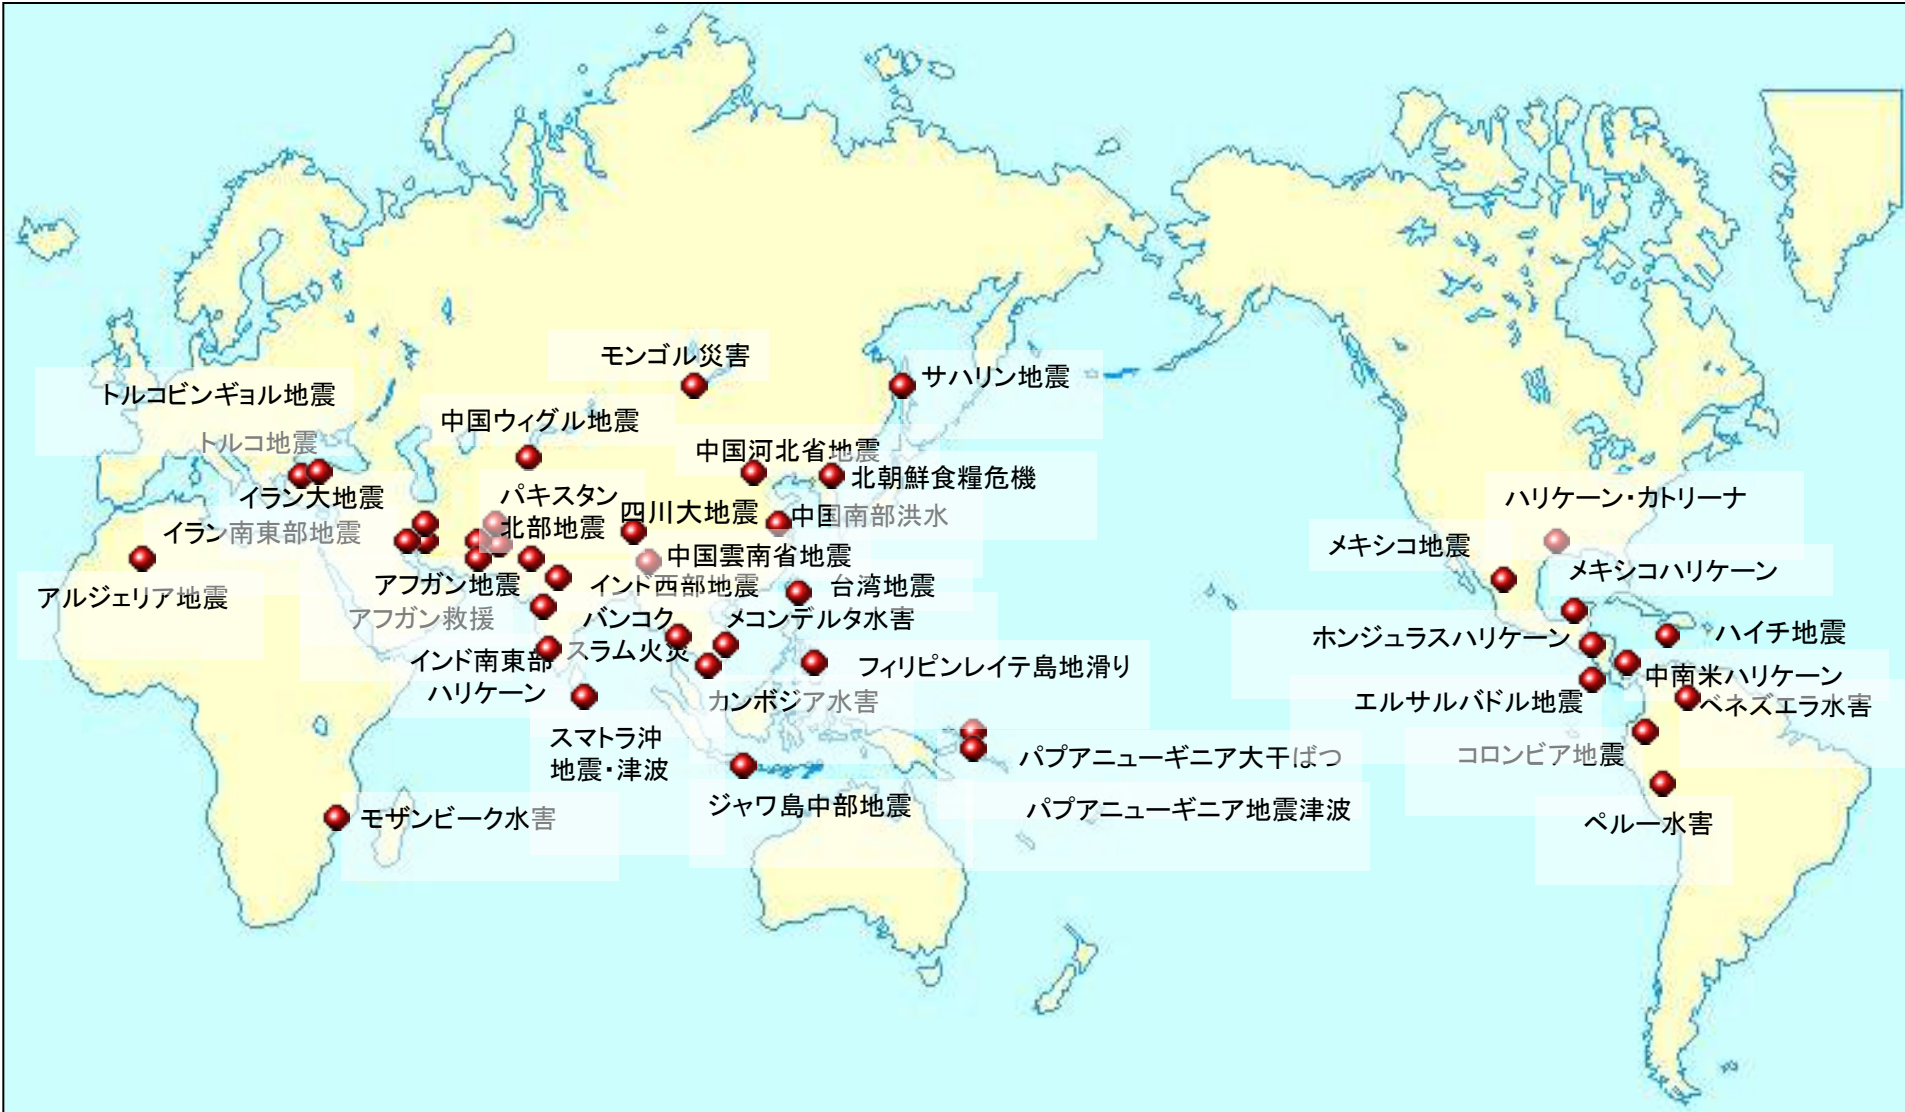 モンゴル災害
サハリン地震
トルコビンギョル地震
中国ウィグル地震
トルコ地震
中国河北省地震
北朝鮮食糧危機
イラン大地震
パキスタン
北部地震
四川大地震
中国南部洪水
ハリケーン・カトリーナ
イラン南東部地震
メキシコ地震
中国雲南省地震
メキシコハリケーン
アルジェリア地震
アフガン地震
インド西部地震
台湾地震
アフガン救援
バンコク
スラム火災
メコンデルタ水害
ホンジュラスハリケーン
ハイチ地震
インド南東部
ハリケーン
フィリピンレイテ島地滑り
中南米ハリケーン
カンボジア水害
エルサルバドル地震
ベネズエラ水害
スマトラ沖
地震・津波
パプアニューギニア大干ばつ
コロンビア地震
ジャワ島中部地震
パプアニューギニア地震津波
モザンビーク水害
ペルー水害